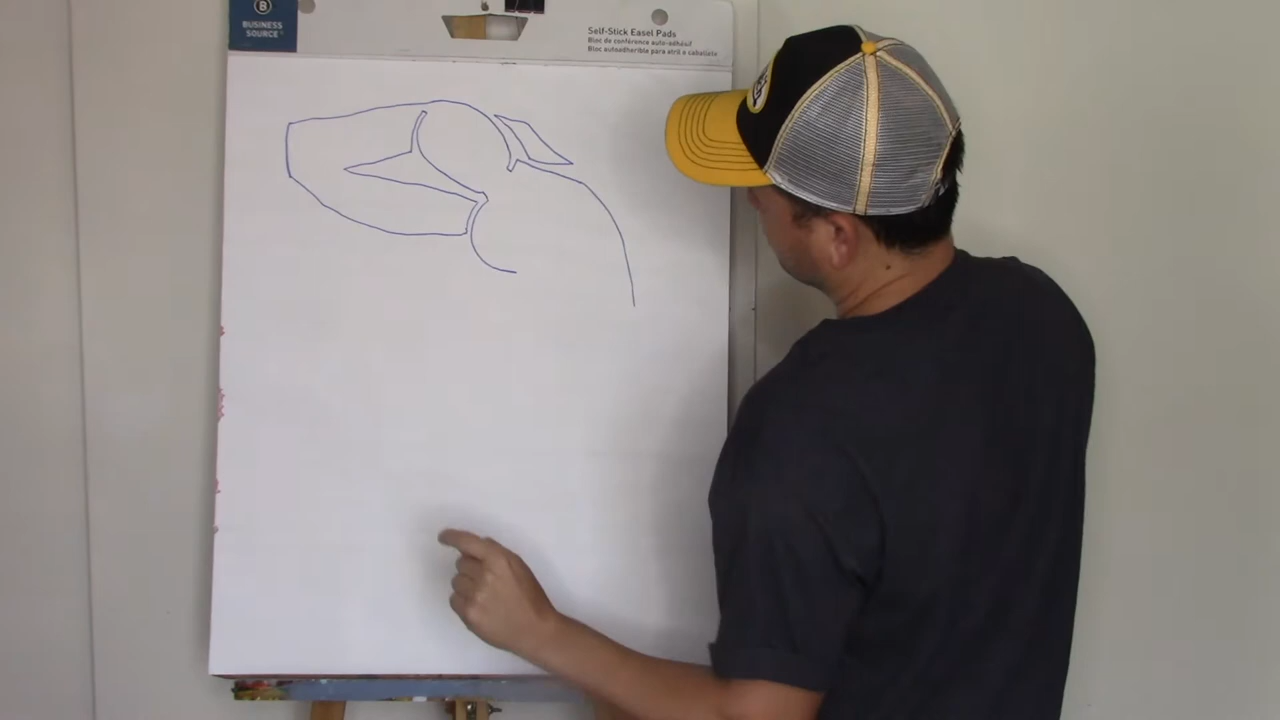 B
BUSINESS
SOURCE
Self-Stick Easel Pads
Bloc de conférence auto-adhésif
Bloc autoadherible para atril o caballete